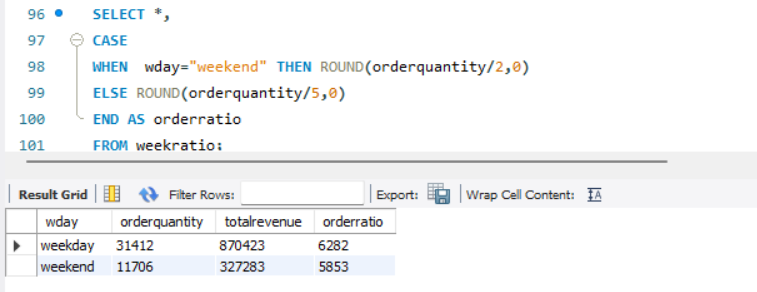 96 SELECT *,
97 CASE
98 WHEN  wday="weekend" THEN ROUND(orderquantity/2,0)
99 ELSE ROUND(orderquantity/5,0)
100 END AS orderratio
101 FROM weekratio;
Result Grid Filter Rows: Export: Wrap Cell Content: IA
wday orderquantity totalrevenue orderratio
weekday 31412 870423 6282
weekend 11706 327283 5853